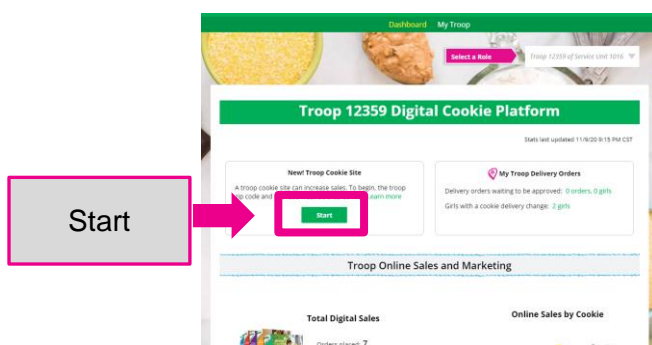 Dashboard My Troop
Select a Role
Troop 12359 of Service Unit 1016
Troop 12359 Digital Cookie Platform
Stats last updated 11/9/20 9:15 PM CST
New! Troop Cookie Site
A troop cookie site can increase sales. To begin, the troop
zip code and
Learn more
Start
My Troop Delivery Orders
Delivery orders waiting to be approved: 0 orders, 0 girls
Girls with a cookie delivery change: 2 girls
Start
Troop Online Sales and Marketing
Total Digital Sales
Orders placed: 7
Online Sales by Cookie